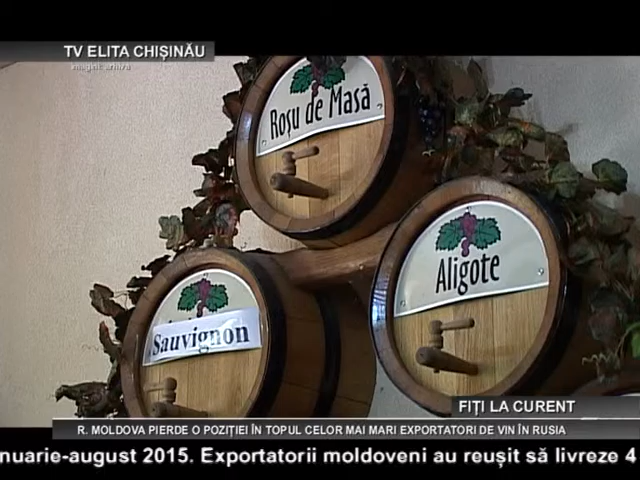 TV ELITA CHIȘINĂU
imagini: arhiva
Roșu de Masă
Aligote
Sauvignon
FIȚI LA CURENT
R. MOLDOVA PIERDE O POZIȚIEI ÎN TOPUL CELOR MAI MARI EXPORTATORI DE VIN ÎN RUSIA
nuarie-august 2015. Exportatorii moldoveni au reușit să livreze 4